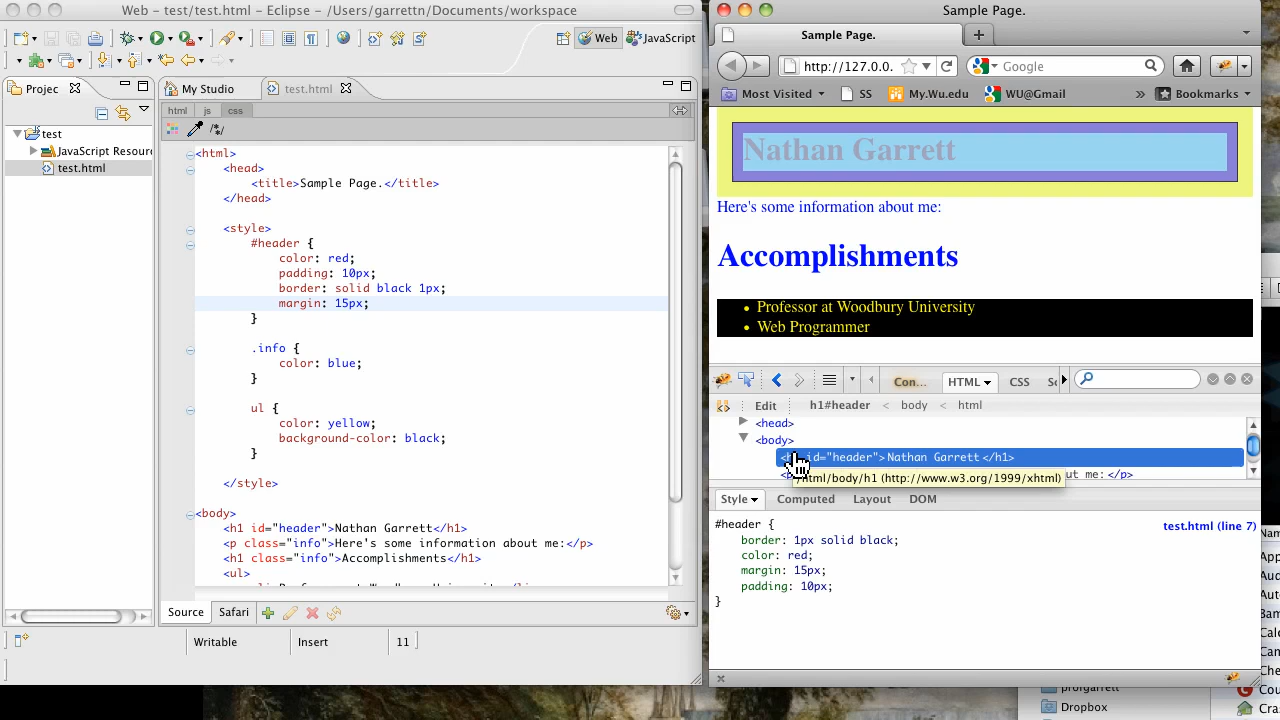 Web - test/test.html - Eclipse - /Users/garrettn/Documents/workspace
Web
JavaScript
Projec
test
JavaScript Resour
test.html
My Studio
test.html
html
js
css
/*/
<html>
<head>
<title>Sample Page.</title>
</head>
<style>
#header {
color: red;
padding: 10px;
border: solid black 1px;
margin: 15px;
}
.info {
color: blue;
}
ul {
color: yellow;
background-color: black;
}
</style>
<body>
<h1 id="header">Nathan Garrett</h1>
<p class="info">Here's some information about me:</p>
<h1 class="info">Accomplishments</h1>
<ul>
Source
Safari
Writable
Insert
11
Sample Page.
Sample Page.
http://127.0.0.
Google
Most Visited
SS
My.Wu.edu
WU@Gmail
»
Bookmarks
Nathan Garrett
Here's some information about me:
Accomplishments
• Professor at Woodbury University
• Web Programmer
Con...
HTML
CSS
Edit
h1#header < body < html
<head>
<body>
id="header">Nathan Garrett</h1>
html/body/h1 (http://www.w3.org/1999/xhtml)
ut me:</p>
Style
Computed
Layout
DOM
#header {
test.html (line 7)
border: 1px solid black;
color: red;
margin: 15px;
padding: 10px;
}
profgarrett
Dropbox